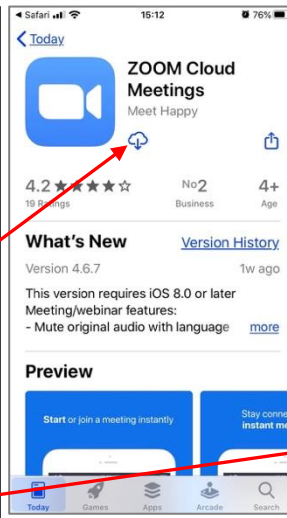 Safari 15:12 76%
Today
ZOOM Cloud
Meetings
Meet Happy
4.2 No2 4+
19 Ratings Business Age
What's New Version History
Version 4.6.7 1w ago
This version requires iOS 8.0 or later
Meeting/webinar features:
- Mute original audio with language more
Preview
Start or join a meeting instantly
Stay conne
instant me
Today Games Apps Arcade Search